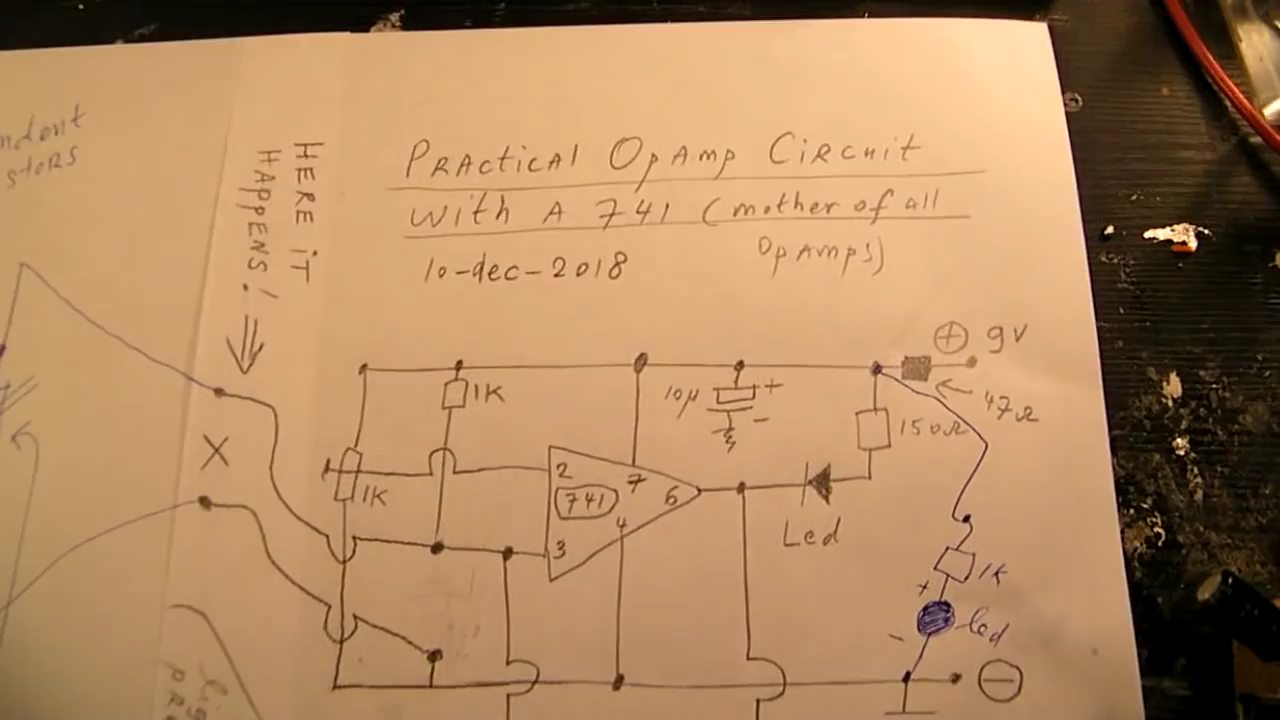 ndent
stors
HERE iT
HAPPENS!
PRActicAl OpAmp CiRcuit
with A 741 (mother of all
OpAmps)
10-dec-2018
+ 9V
47Ω
1K
10µ +
-
150Ω
1K
2
7
741
6
4
3
Led
X
1K
+
led
-
-